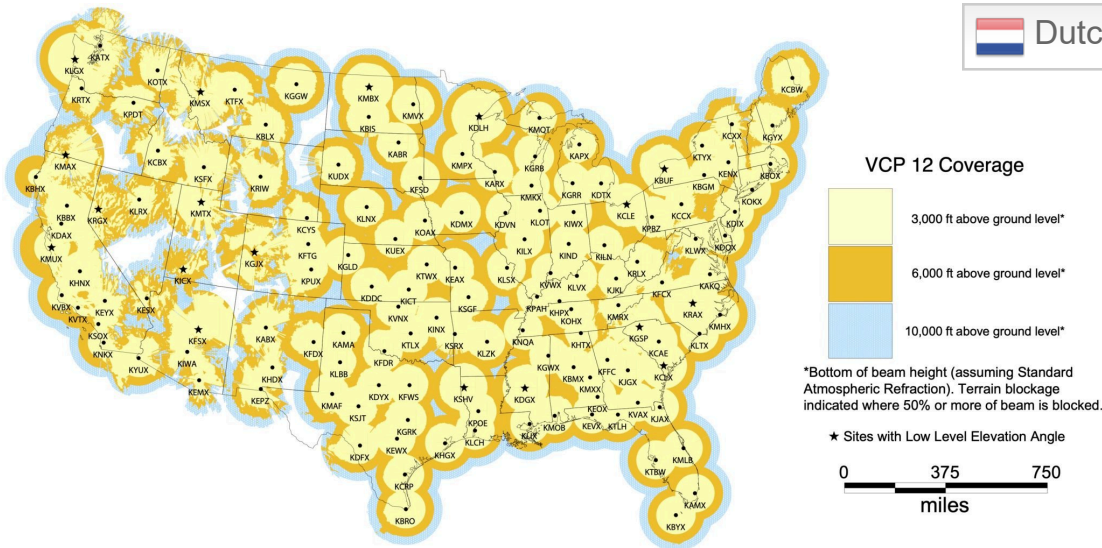 Dutc
KATX
KLGX
KOTX
KRTX
KPDT
KMSX
KTFX
KGGW
KBLX
KMBX
KBIS
KMVX
KABR
KDLH
KMPX
KMQT
KAPX
KGRB
KCBW
KCXX
KGYX
KTYX
KENX
KBOX
KBUF
KBGM
KOKX
KDIX
KDOX
KLWX
KCCX
KPBZ
KCLE
KDTX
KGRR
KMKX
KARX
KFSD
KUDX
KRIW
KCBX
KSFX
KMAX
KBHX
KBBX
KRGX
KLRX
KMTX
KDAX
KMUX
KHNX
KICX
KGJX
KCYS
KFTG
KPUX
KGLD
KLNX
KUEX
KOAX
KDMX
KDVN
KLOT
KIWX
KILX
KIND
KILN
KRLX
KAKQ
KFCX
KRAX
KMHX
KLTX
KJKL
KLVX
KVWX
KLSX
KEAX
KTWX
KDDC
KICT
KSGF
KPAH
KHPX
KOHX
KMRX
KVNX
KINX
KSRX
KNQA
KHTX
KGSP
KCAE
KCLX
KVBX
KVTX
KEYX
KESX
KSOX
KNKX
KYUX
KFSX
KIWA
KEMX
KABX
KHDX
KEPZ
KFDX
KAMA
KTLX
KFDR
KLBB
KMAF
KSJT
KDYX
KFWS
KLZK
KSHV
KDGX
KGWX
KBMX
KMXX
KFFC
KJGX
KEOX
KVAX
KJAX
KTLH
KEVX
KMOB
KLIX
KPOE
KLCH
KHGX
KGRK
KEWX
KDFX
KCRP
KBRO
KTBW
KMLB
KAMX
KBYX
VCP 12 Coverage
3,000 ft above ground level*
6,000 ft above ground level*
10,000 ft above ground level*
*Bottom of beam height (assuming Standard
Atmospheric Refraction). Terrain blockage
indicated where 50% or more of beam is blocked.
★ Sites with Low Level Elevation Angle
0 375 750
miles